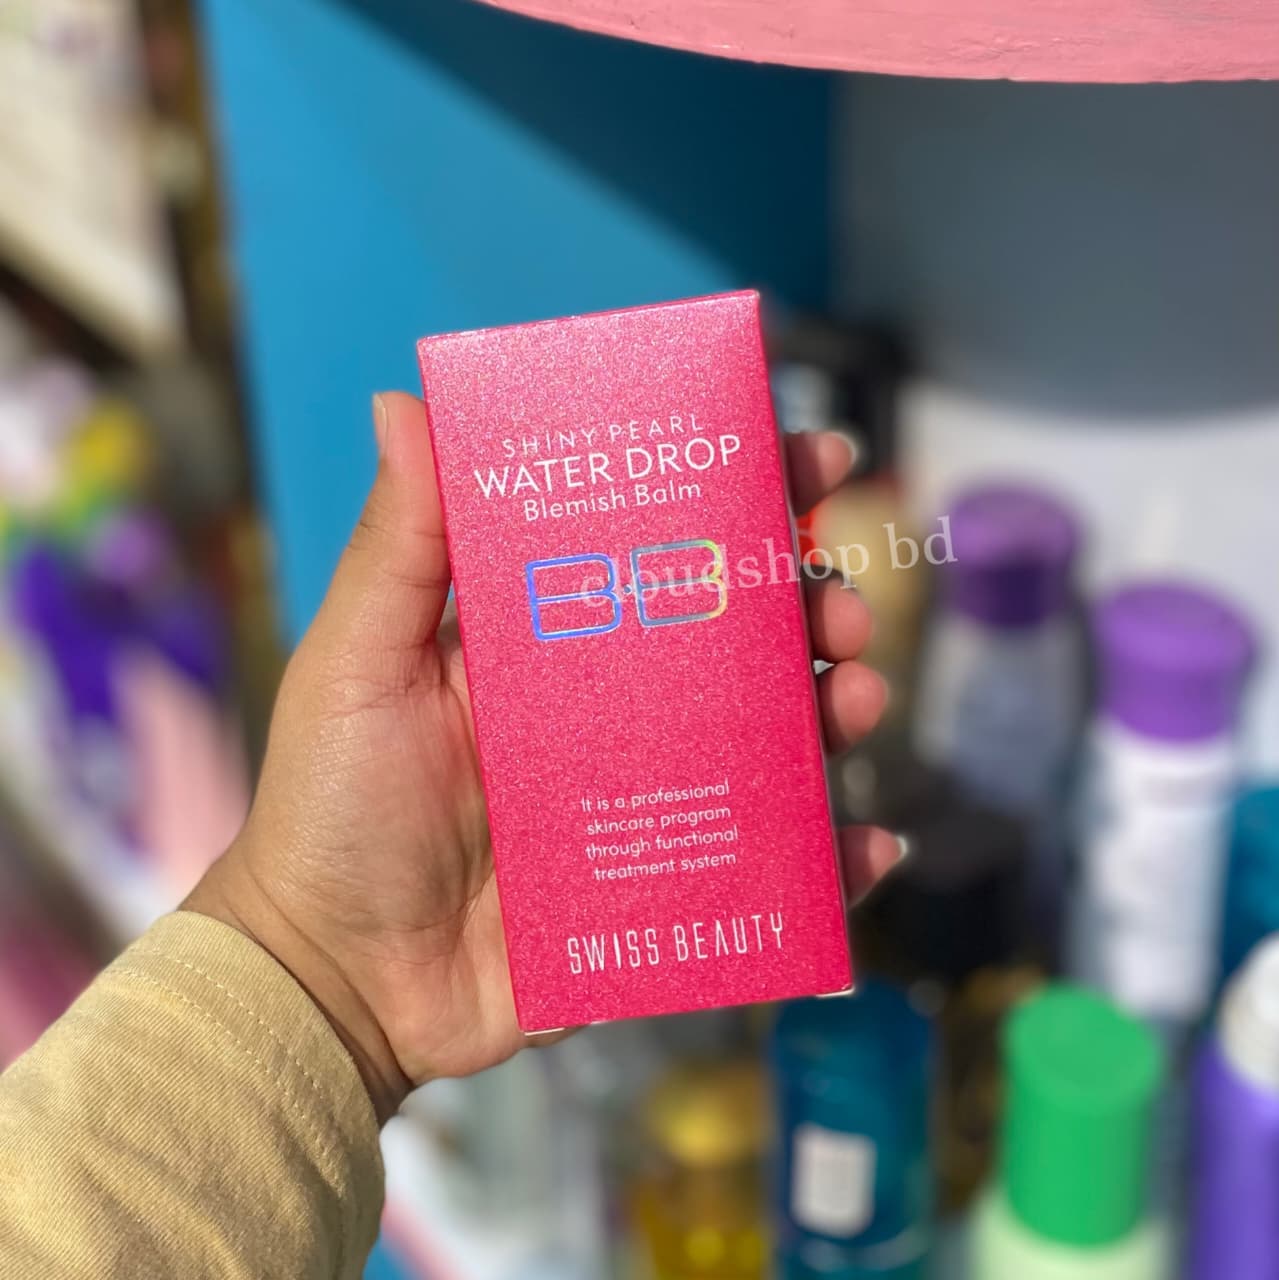 SHINY PEARL
WATER DROP
Blemish Balm
BB
cloudshop bd
It is a professional
skincare program
through functional
treatment system
SWISS BEAUTY